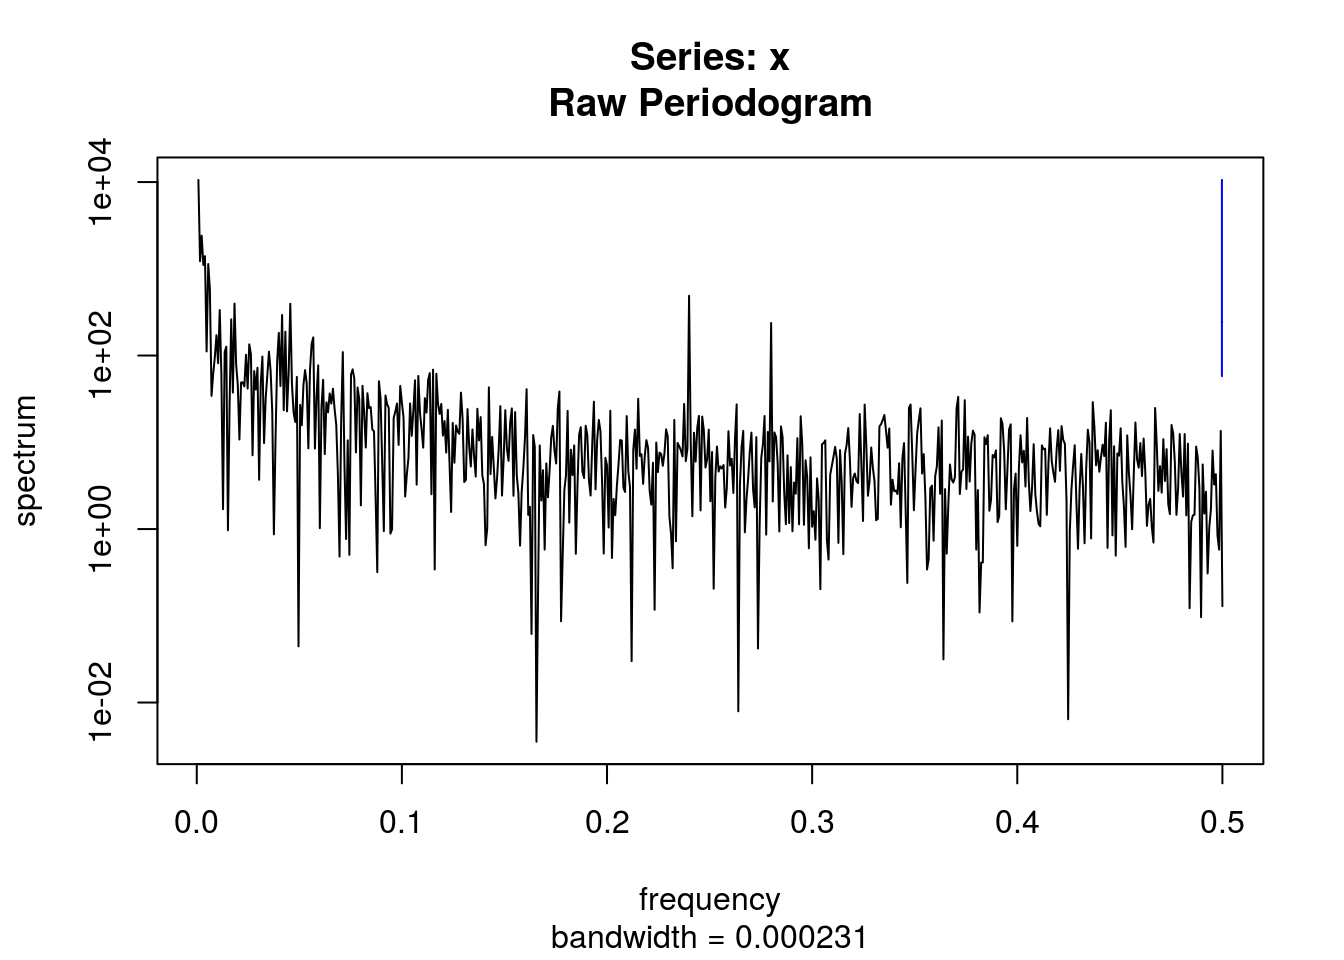 Series: x
Raw Periodogram
1e+04
1e+02
1e+00
1e-02
spectrum
0.0 0.1 0.2 0.3 0.4 0.5
frequency
bandwidth = 0.000231